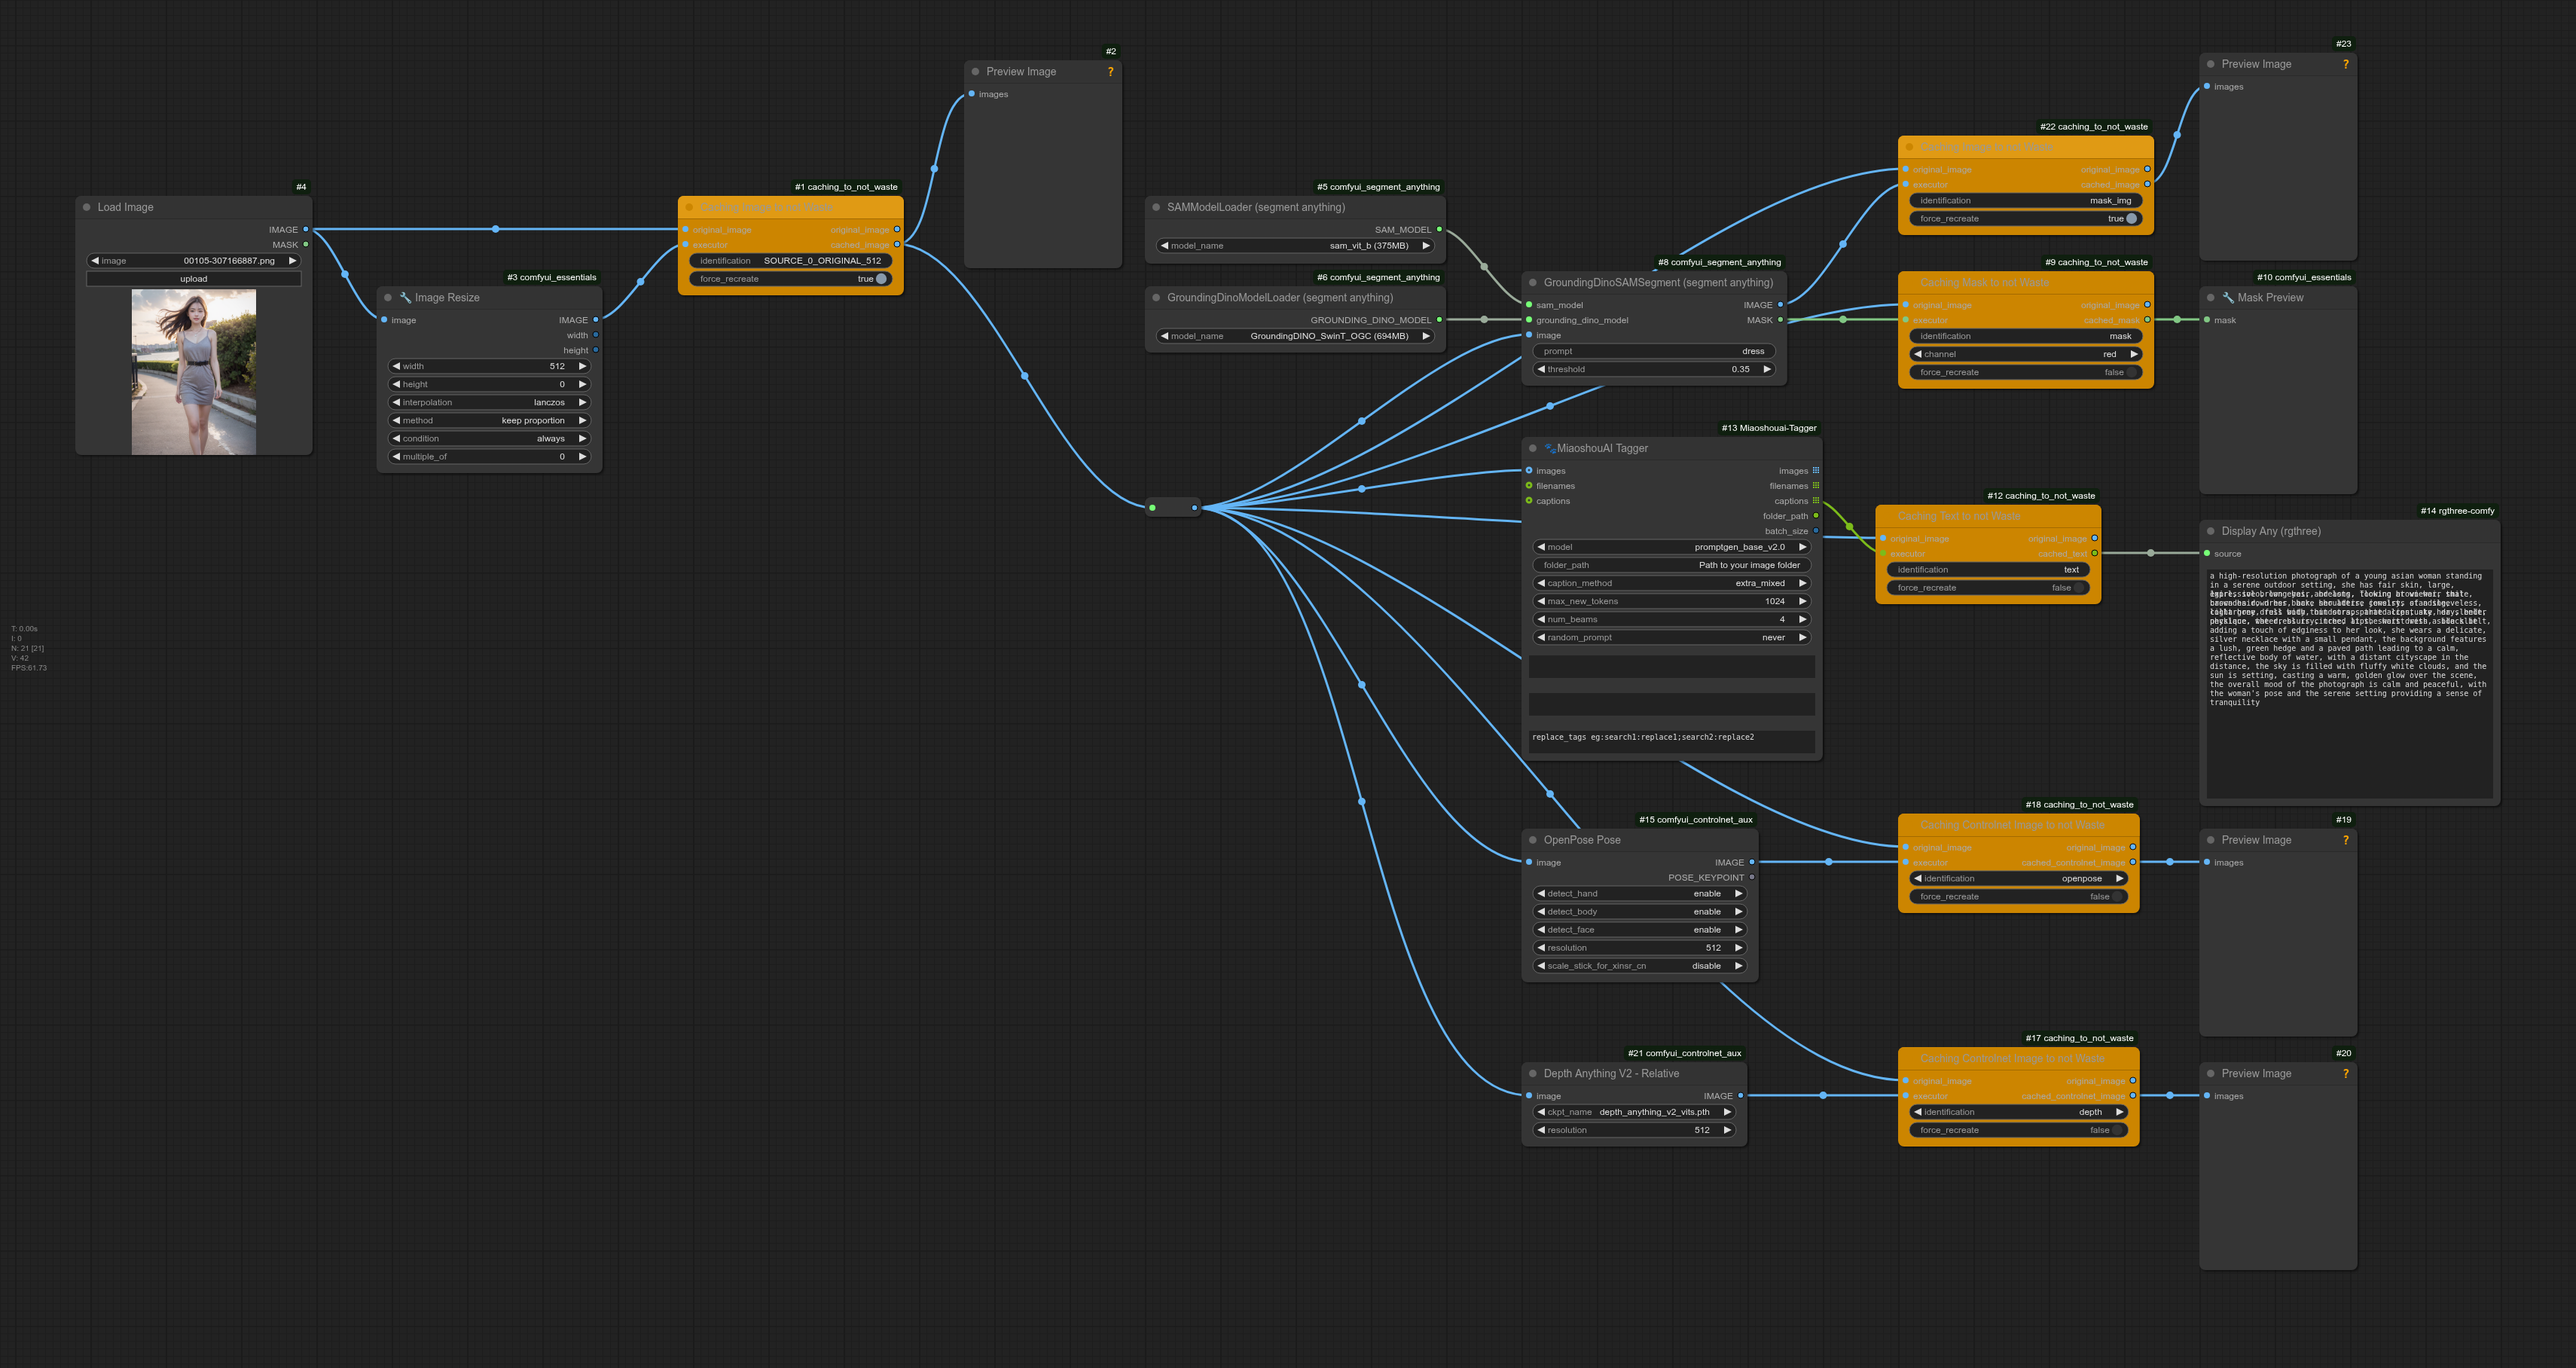 #4
Load Image
IMAGE
MASK
image 00105-307166887.png
upload
#3 comfyui_essentials
Image Resize
image IMAGE
width
height
width 512
height 0
interpolation lanczos
method keep proportion
condition always
multiple_of 0
#1 caching_to_not_waste
Caching Image to not Waste
original_image original_image
executor cached_image
identification SOURCE_0_ORIGINAL_512
force_recreate true
#2
Preview Image ?
images
#5 comfyui_segment_anything
SAMModelLoader (segment anything)
SAM_MODEL
model_name sam_vit_b (375MB)
#6 comfyui_segment_anything
GroundingDinoModelLoader (segment anything)
GROUNDING_DINO_MODEL
model_name GroundingDINO_SwinT_OGC (694MB)
#8 comfyui_segment_anything
GroundingDinoSAMSegment (segment anything)
sam_model IMAGE
grounding_dino_model MASK
image
prompt dress
threshold 0.35
#22 caching_to_not_waste
Caching Image to not Waste
original_image original_image
executor cached_image
identification mask_img
force_recreate true
#23
Preview Image ?
images
#9 caching_to_not_waste
Caching Mask to not Waste
original_image original_image
executor cached_mask
identification mask
channel red
force_recreate false
#10 comfyui_essentials
Mask Preview
mask
#13 Miaoshouai-Tagger
MiaoshouAI Tagger
images images
filenames filenames
captions captions
folder_path
batch_size
model promptgen_base_v2.0
folder_path Path to your image folder
caption_method extra_mixed
max_new_tokens 1024
num_beams 4
random_prompt never
replace_tags eg:search1:replace1;search2:replace2
#12 caching_to_not_waste
Caching Text to not Waste
original_image original_image
executor cached_text
identification text
force_recreate false
#14 rgthree-comfy
Display Any (rgthree)
source
a high-resolution photograph of a young asian woman standing
in a serene outdoor setting, she has fair skin, large,
adding a touch of edginess to her look, she wears a delicate,
silver necklace with a small pendant, the background features
a lush, green hedge and a paved path leading to a calm,
reflective body of water, with a distant cityscape in the
distance, the sky is filled with fluffy white clouds, and the
sun is setting, casting a warm, golden glow over the scene,
the overall mood of the photograph is calm and peaceful, with
the woman's pose and the serene setting providing a sense of
tranquility
T: 0.00s
I: 0
N: 21 [21]
V: 42
FPS:61.73
#15 comfyui_controlnet_aux
OpenPose Pose
image IMAGE
POSE_KEYPOINT
detect_hand enable
detect_body enable
detect_face enable
resolution 512
scale_stick_for_xinsr_cn disable
#18 caching_to_not_waste
Caching Controlnet Image to not Waste
original_image original_image
executor cached_controlnet_image
identification openpose
force_recreate false
#19
Preview Image ?
images
#21 comfyui_controlnet_aux
Depth Anything V2 - Relative
image IMAGE
ckpt_name depth_anything_v2_vits.pth
resolution 512
#17 caching_to_not_waste
Caching Controlnet Image to not Waste
original_image original_image
executor cached_controlnet_image
identification depth
force_recreate false
#20
Preview Image ?
images